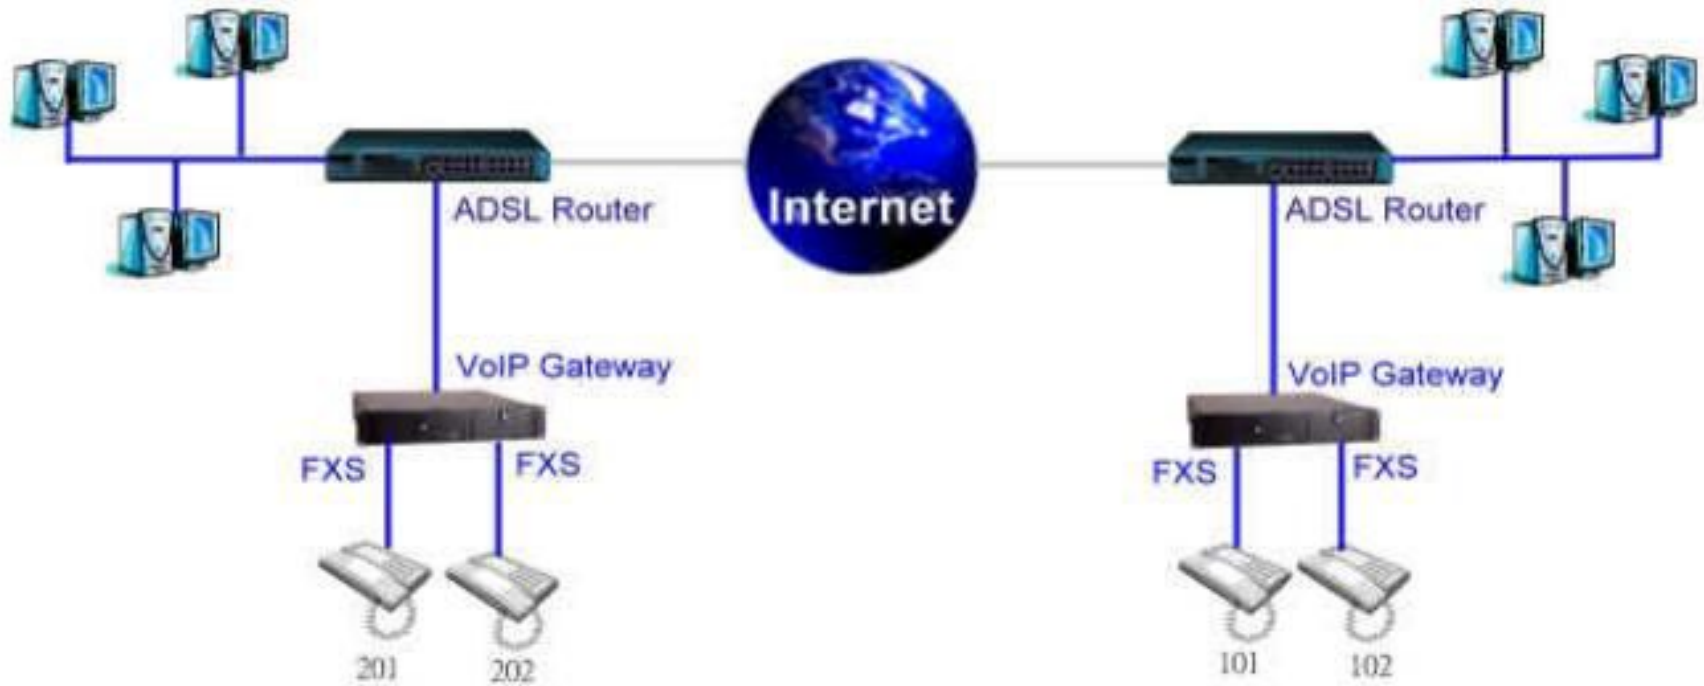 ADSL Router
Internet
ADSL Router
VoIP Gateway
VoIP Gateway
FXS
FXS
FXS
FXS
201
202
101
102